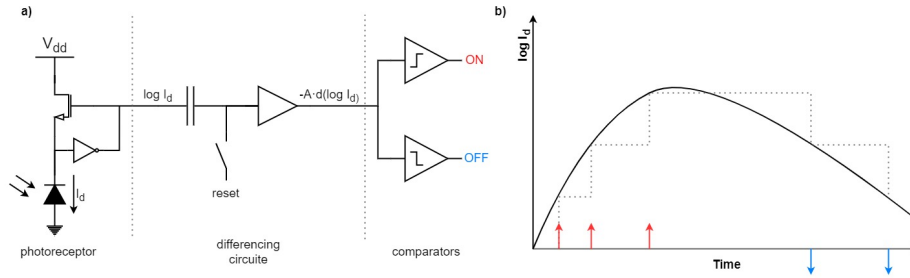 a)
Vdd
log Id
-A·d(log Id)
ON
OFF
reset
Id
photoreceptor
differencing
circuite
comparators
b)
log Id
Time